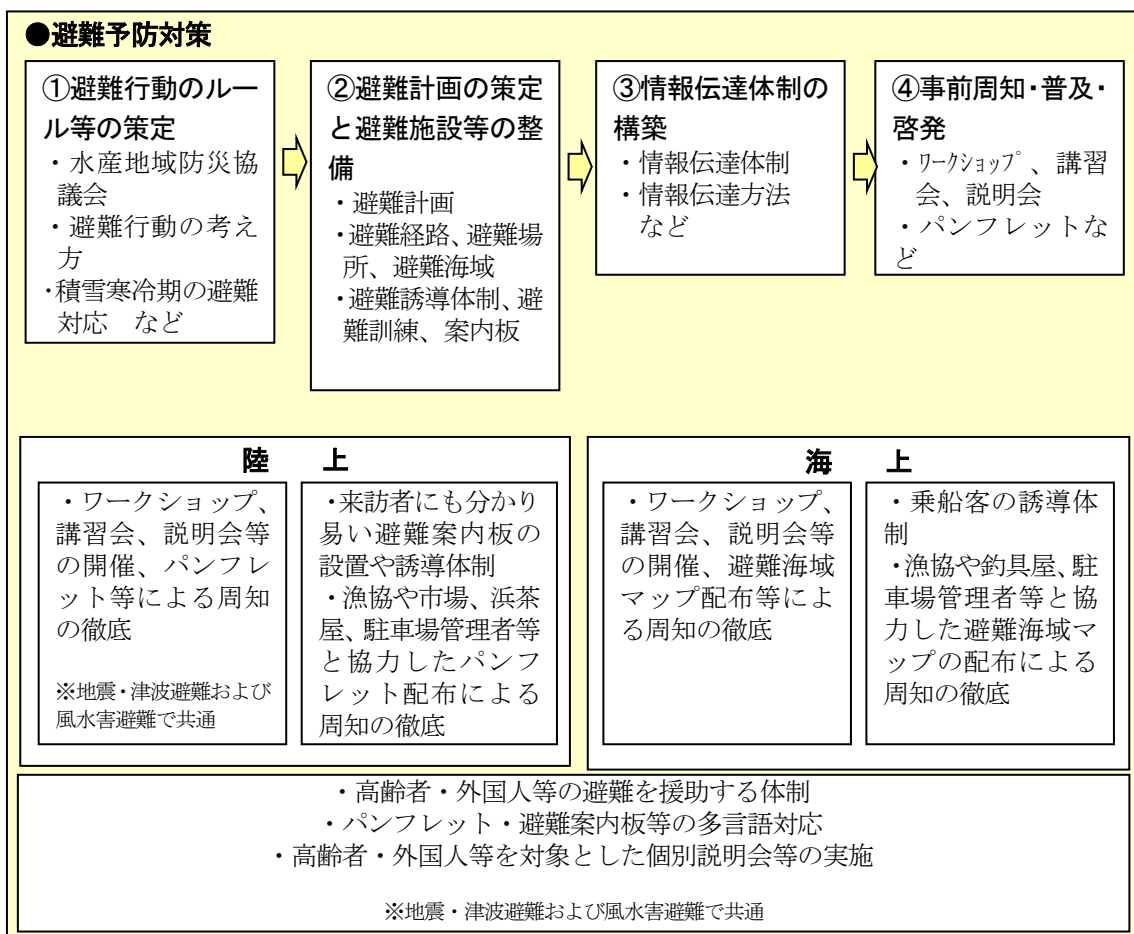 ●避難予防対策
①避難行動のルー
ル等の策定
・水産地域防災協
議会
・避難行動の考え
方
・積雪寒冷期の避難
対応　など
②避難計画の策定
と避難施設等の整
備
・避難計画
・避難経路、避難場
所、避難海域
・避難誘導体制、避
難訓練、案内板
③情報伝達体制の
構築
・情報伝達体制
・情報伝達方法
など
④事前周知・普及・
啓発
・ﾜｰｸｼｮｯﾌﾟ、講習
会、説明会
・パンフレットな
ど
陸　上
・ワークショップ、
講習会、説明会等
の開催、パンフレ
ット等による周知
の徹底
※地震・津波避難および
風水害避難で共通
・来訪者にも分かり
易い避難案内板の
設置や誘導体制
・漁協や市場、浜茶
屋、駐車場管理者等
と協力したパンフ
レット配布による
周知の徹底
海　上
・ワークショップ、
講習会、説明会等
の開催、避難海域
マップ配布等によ
る周知の徹底
・乗船客の誘導体
制
・漁協や釣具屋、駐
車場管理者等と協
力した避難海域マ
ップの配布による
周知の徹底
・高齢者・外国人等の避難を援助する体制
・パンフレット・避難案内板等の多言語対応
・高齢者・外国人等を対象とした個別説明会等の実施
※地震・津波避難および風水害避難で共通